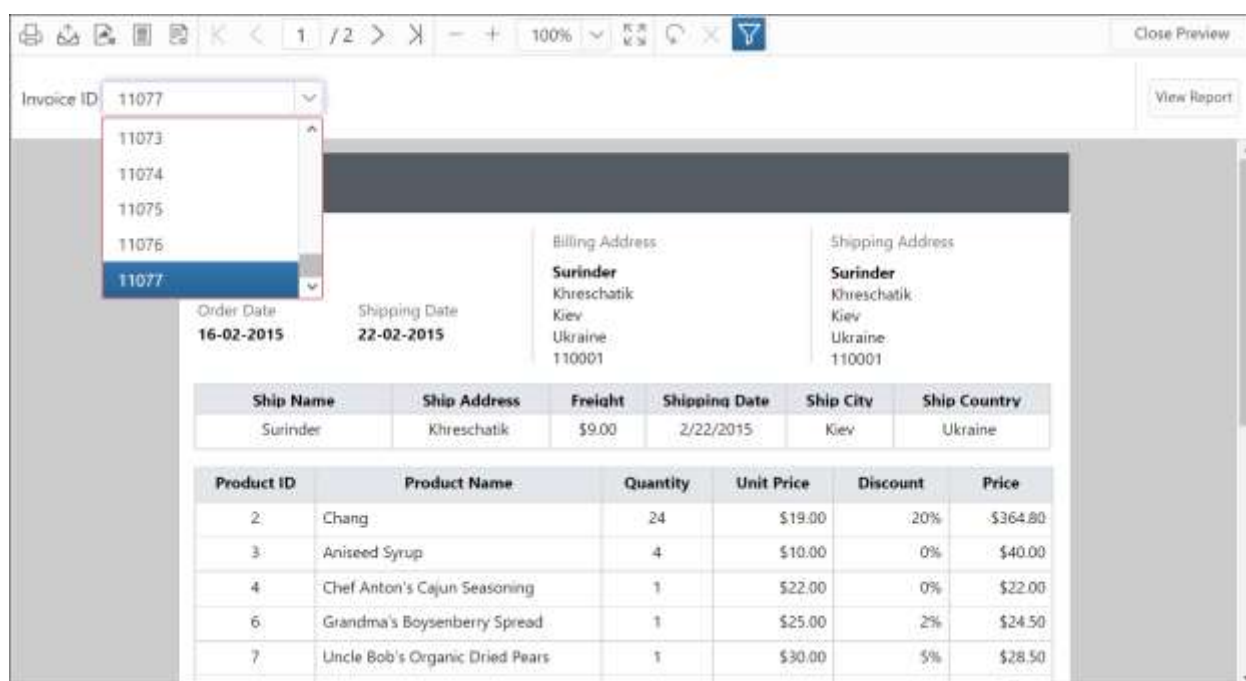 1 / 2 100% Close Preview
Invoice ID 11077 View Report
11073
11074
11075
11076
11077
Billing Address Shipping Address
Surinder Surinder
Khreschatik Khreschatik
Order Date Shipping Date Kiev Kiev
16-02-2015 22-02-2015 Ukraine Ukraine
110001 110001
Ship Name Ship Address Freight Shipping Date Ship City Ship Country
Surinder Khreschatik $9.00 2/22/2015 Kiev Ukraine
Product ID Product Name Quantity Unit Price Discount Price
2 Chang 24 $19.00 20% $364.80
3 Aniseed Syrup 4 $10.00 0% $40.00
4 Chef Anton's Cajun Seasoning 1 $22.00 0% $22.00
6 Grandma's Boysenberry Spread 1 $25.00 2% $24.50
7 Uncle Bob's Organic Dried Pears 1 $30.00 5% $28.50